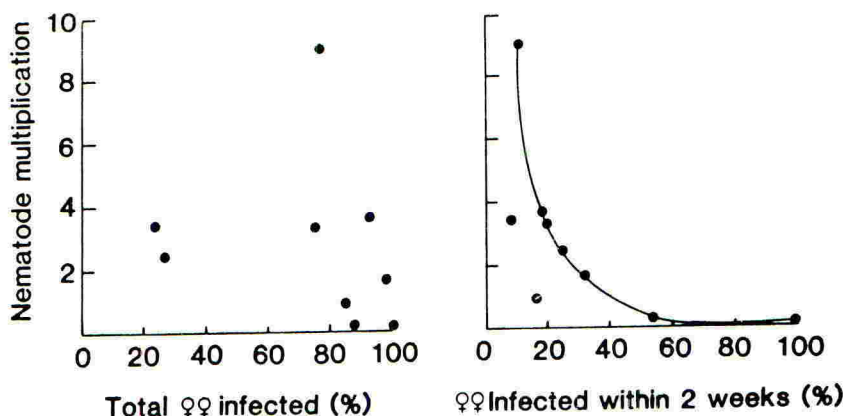 Nematode multiplication
10
8
6
4
2
0 20 40 60 80 100
Total ♀♀ infected (%)
0 20 40 60 80 100
♀♀Infected within 2 weeks (%)